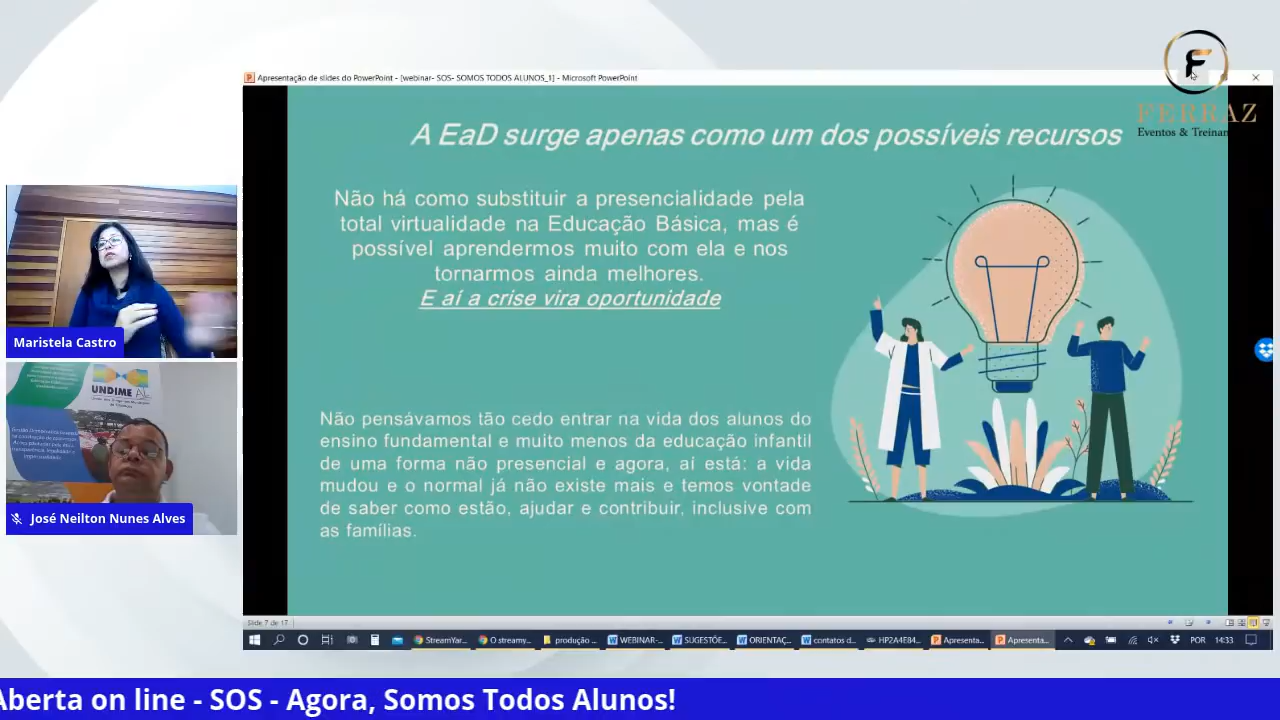 Apresentação de slides do PowerPoint - [webinar- SOS- SOMOS TODOS ALUNOS_1] - Microsoft PowerPoint
F
FERRAZ
Eventos & Treinam
A EaD surge apenas como um dos possíveis recursos
Não há como substituir a presencialidade pela
total virtualidade na Educação Básica, mas é
possível aprendermos muito com ela e nos
tornarmos ainda melhores.
E aí a crise vira oportunidade
Não pensávamos tão cedo entrar na vida dos alunos do
ensino fundamental e muito menos da educação infantil
de uma forma não presencial e agora, aí está: a vida
mudou e o normal já não existe mais e temos vontade
de saber como estão, ajudar e contribuir, inclusive com
as famílias.
Maristela Castro
UNDIME AL
José Neilton Nunes Alves
Slide 7 de 17
StreamYar... O streamy... produção ... WEBINAR-... SUGESTÕE... ORIENTAÇ... contatos d... HP2A4E84... Apresenta... Apresenta... POR 14:33
Aberta on line - SOS - Agora, Somos Todos Alunos!